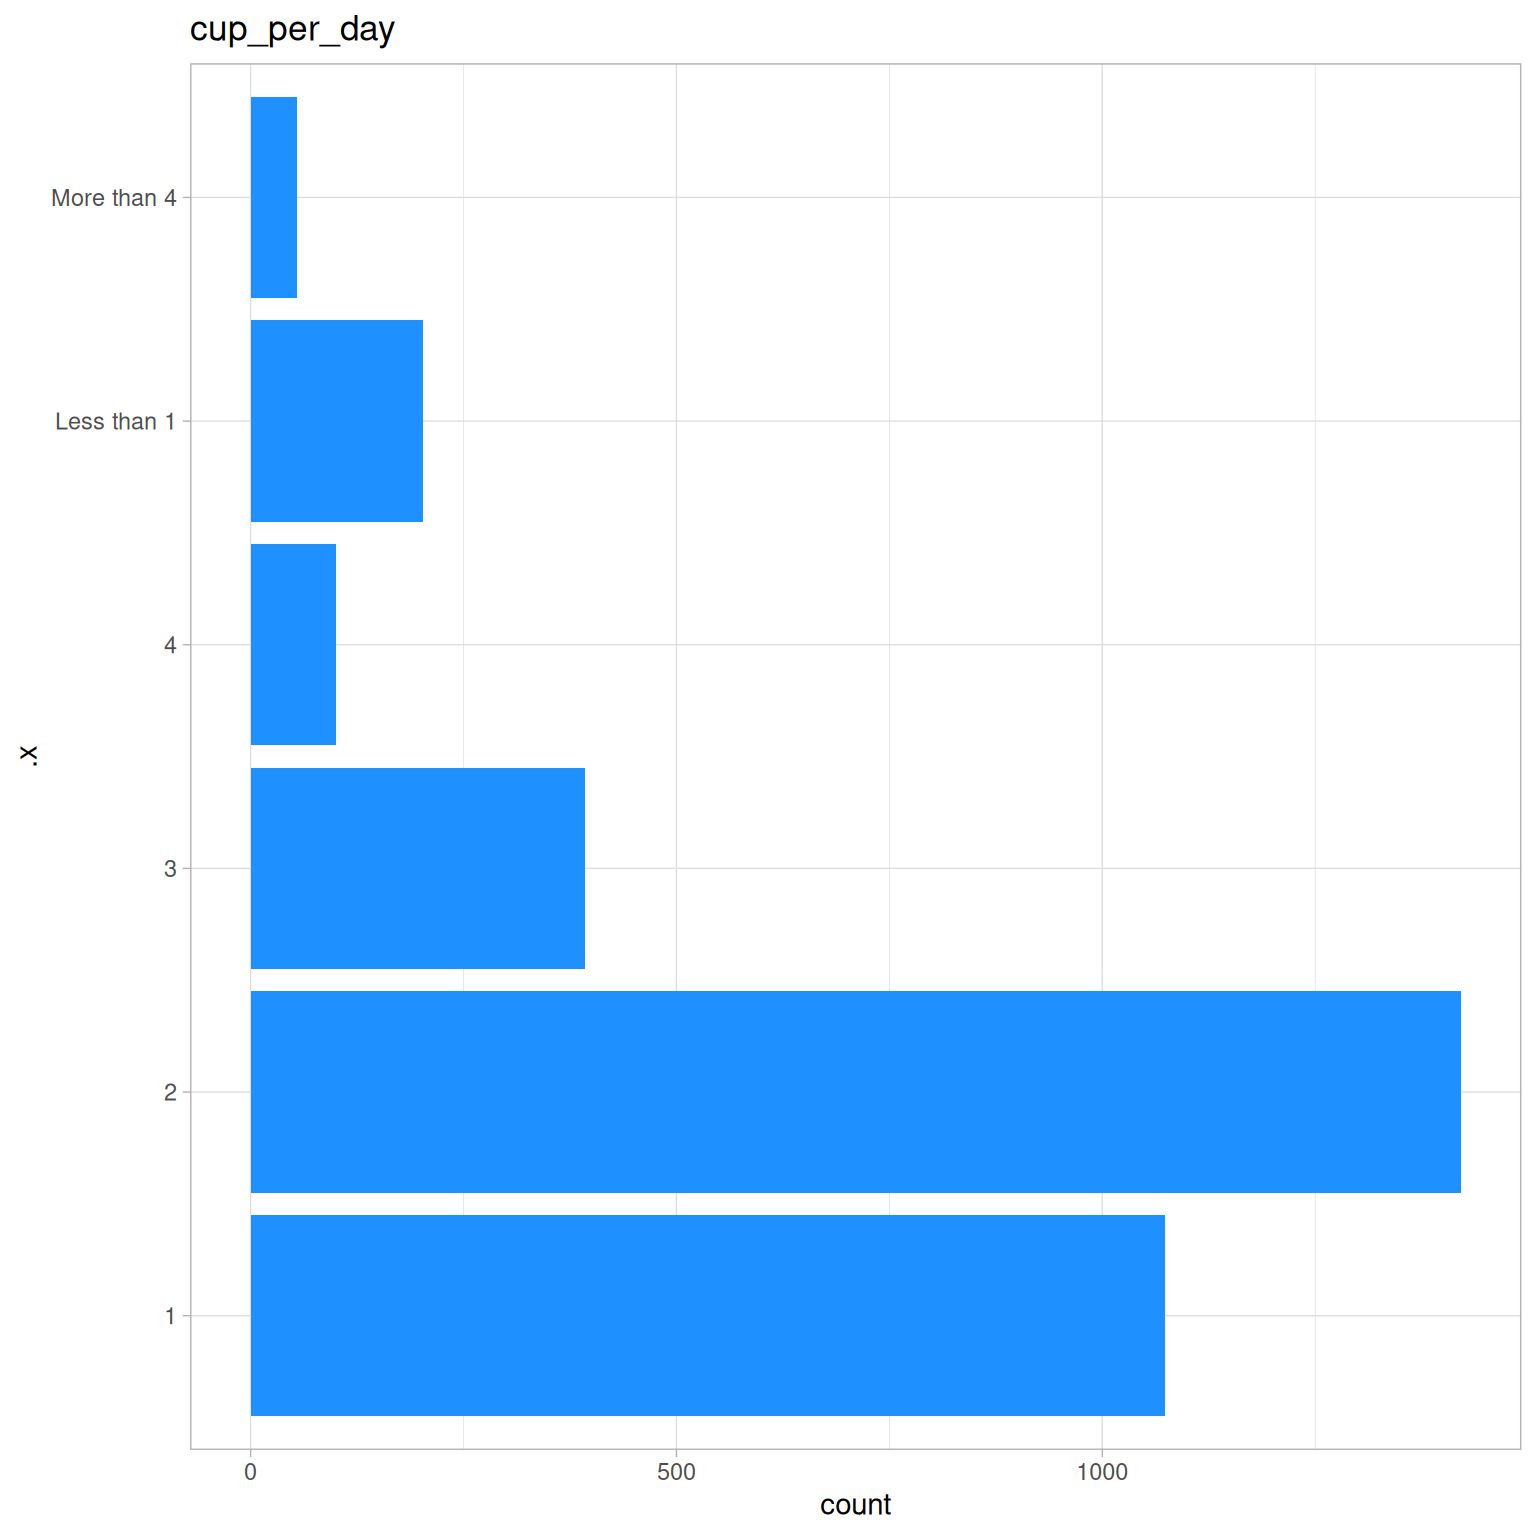 cup_per_day
More than 4
Less than 1
4
3
2
1
.x
0
500
1000
count